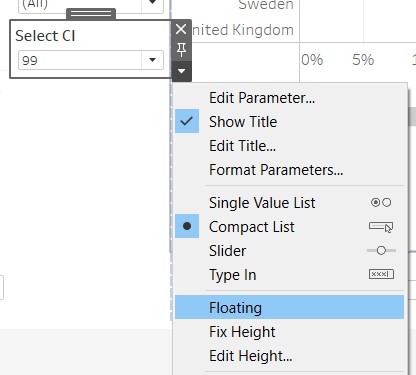 (All)
Sweden
United Kingdom
Select CI
99
0% 5%
Edit Parameter...
Show Title
Edit Title...
Format Parameters...
Single Value List
Compact List
Slider
Type In
Floating
Fix Height
Edit Height...